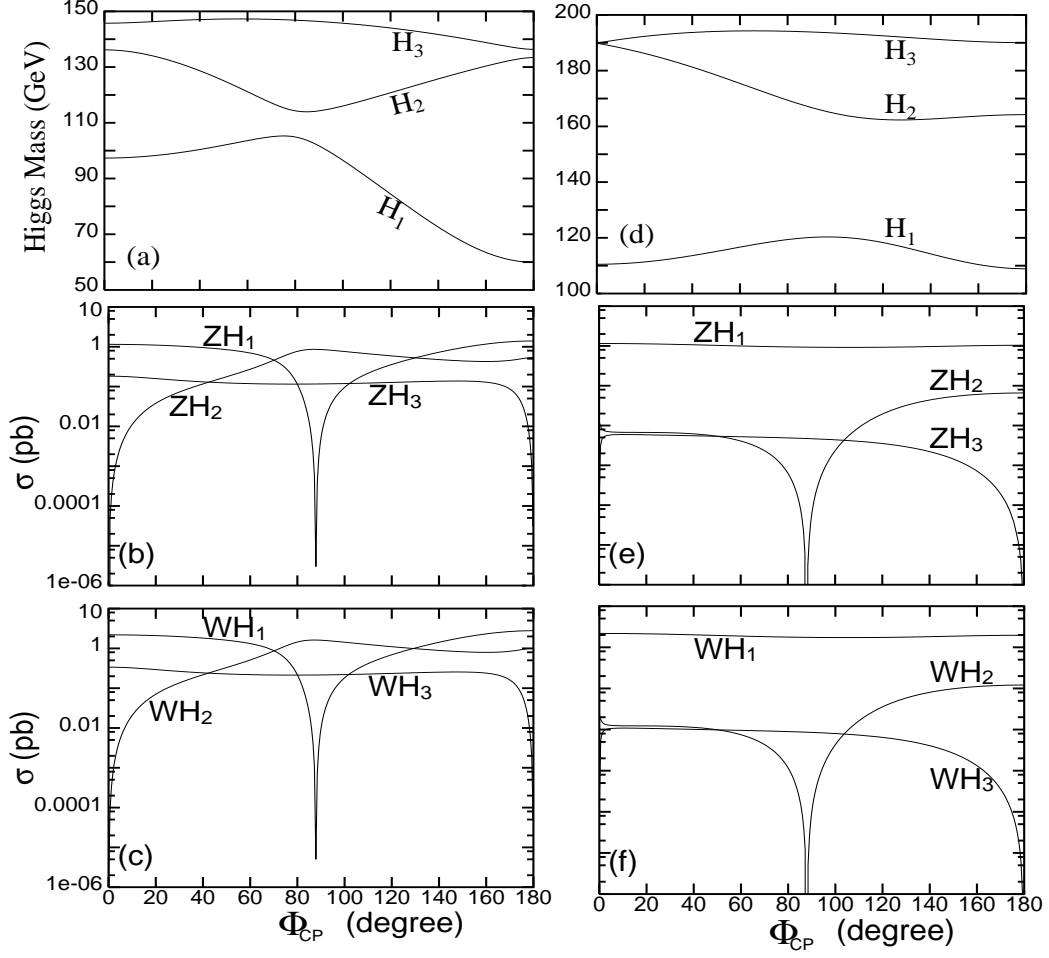 Higgs Mass (GeV)
150
130
110
90
70
50
H₃
H₂
H₁
(a)
200
180
160
140
120
100
H₃
H₂
H₁
(d)
σ (pb)
10
1
0.01
0.0001
1e-06
ZH₁
ZH₂
ZH₃
(b)
ZH₁
ZH₂
ZH₃
(e)
σ (pb)
10
1
0.01
0.0001
1e-06
WH₁
WH₂
WH₃
(c)
WH₁
WH₂
WH₃
(f)
0 20 40 60 80 100 120 140 160 180
Φ_CP (degree)
0 20 40 60 80 100 120 140 160 180
Φ_CP (degree)